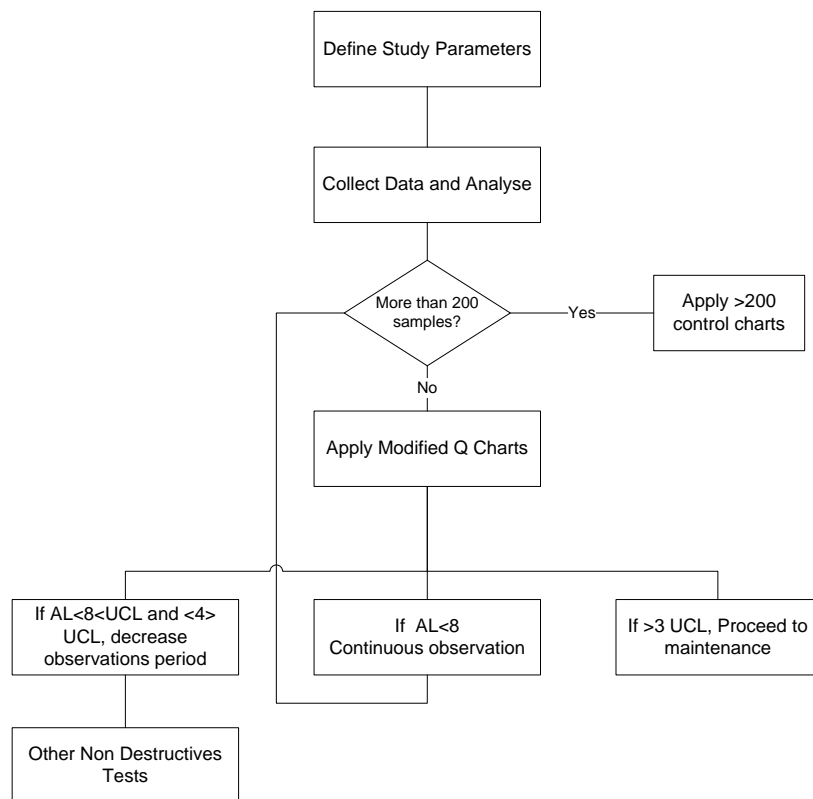 Define Study Parameters
Collect Data and Analyse
More than 200
samples?
Yes
Apply >200
control charts
No
Apply Modified Q Charts
If AL<8<UCL and <4>
UCL, decrease
observations period
If  AL<8
Continuous observation
If >3 UCL, Proceed to
maintenance
Other Non Destructives
Tests